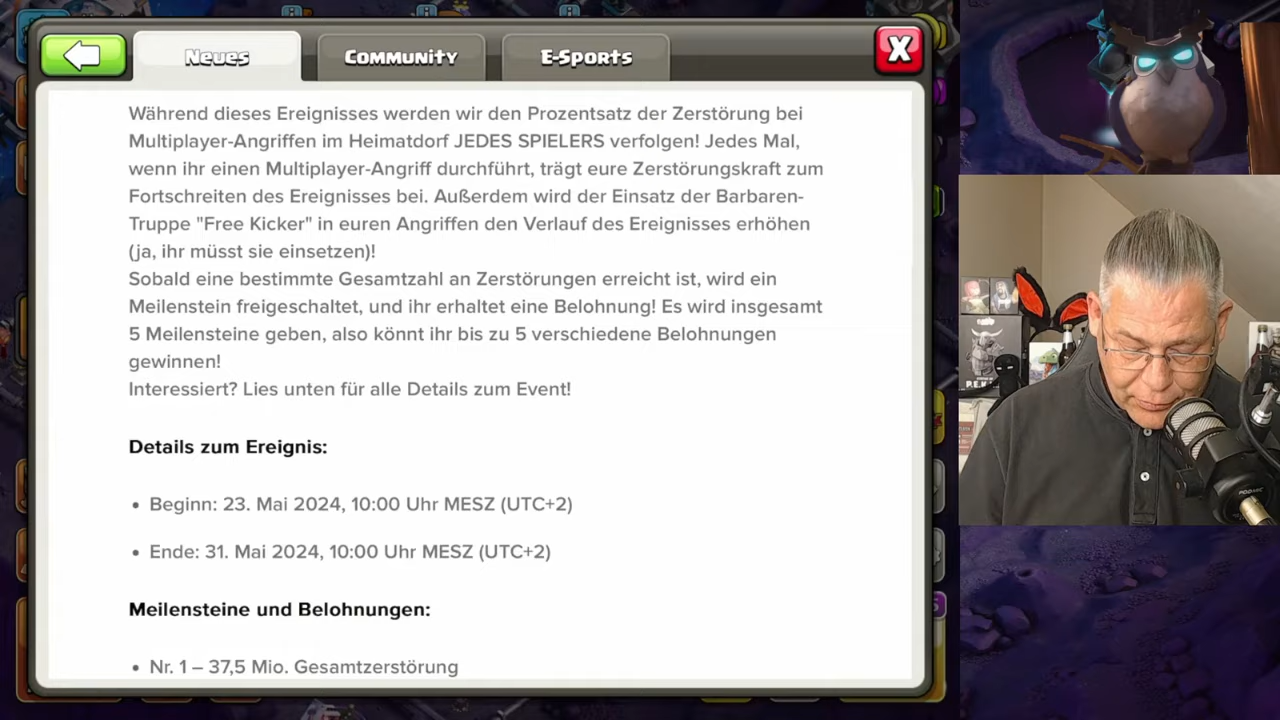 Neues
Community
E-Sports
X
Während dieses Ereignisses werden wir den Prozentsatz der Zerstörung bei
Multiplayer-Angriffen im Heimatdorf JEDES SPIELERS verfolgen! Jedes Mal,
wenn ihr einen Multiplayer-Angriff durchführt, trägt eure Zerstörungskraft zum
Fortschreiten des Ereignisses bei. Außerdem wird der Einsatz der Barbaren-
Truppe "Free Kicker" in euren Angriffen den Verlauf des Ereignisses erhöhen
(ja, ihr müsst sie einsetzen)!
Sobald eine bestimmte Gesamtzahl an Zerstörungen erreicht ist, wird ein
Meilenstein freigeschaltet, und ihr erhaltet eine Belohnung! Es wird insgesamt
5 Meilensteine geben, also könnt ihr bis zu 5 verschiedene Belohnungen
gewinnen!
Interessiert? Lies unten für alle Details zum Event!
Details zum Ereignis:
• Beginn: 23. Mai 2024, 10:00 Uhr MESZ (UTC+2)
• Ende: 31. Mai 2024, 10:00 Uhr MESZ (UTC+2)
Meilensteine und Belohnungen:
• Nr. 1 – 37,5 Mio. Gesamtzerstörung